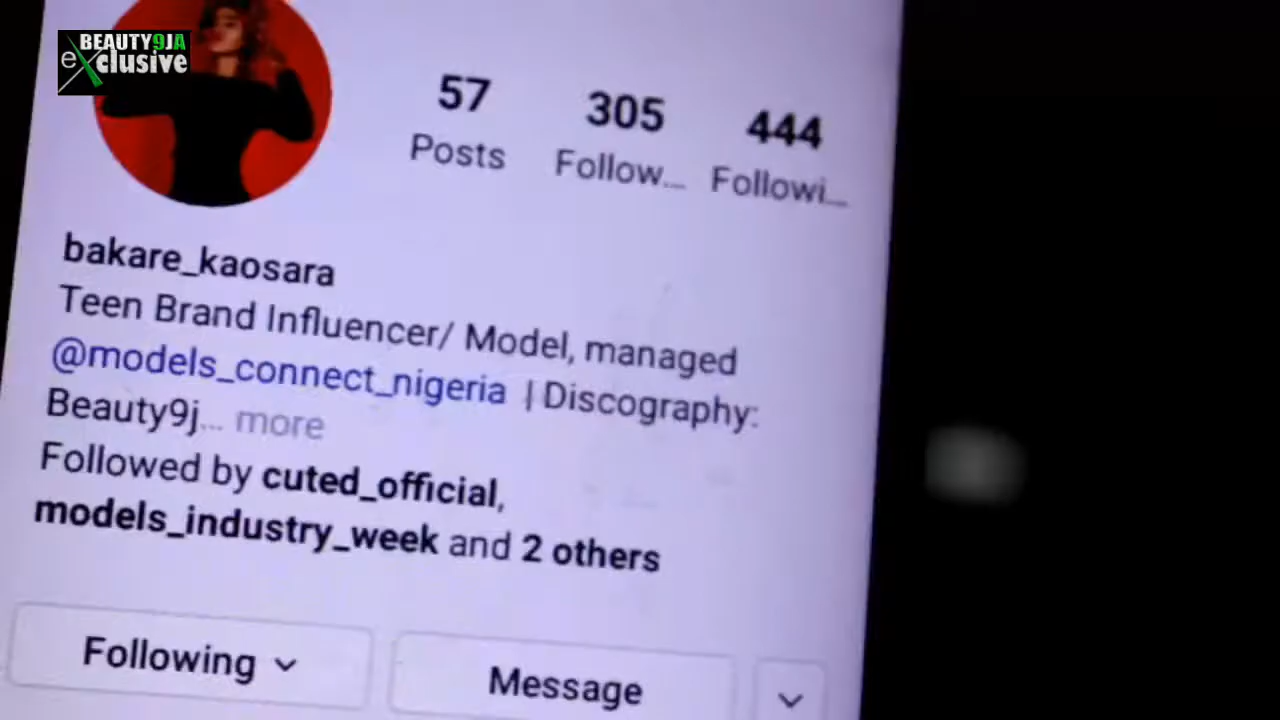 BEAUTY9JA
exclusive
57 305 444
Posts Follow... Followi...
bakare_kaosara
Teen Brand Influencer/ Model, managed
@models_connect_nigeria | Discography:
Beauty9j... more
Followed by cuted_official,
models_industry_week and 2 others
Following Message